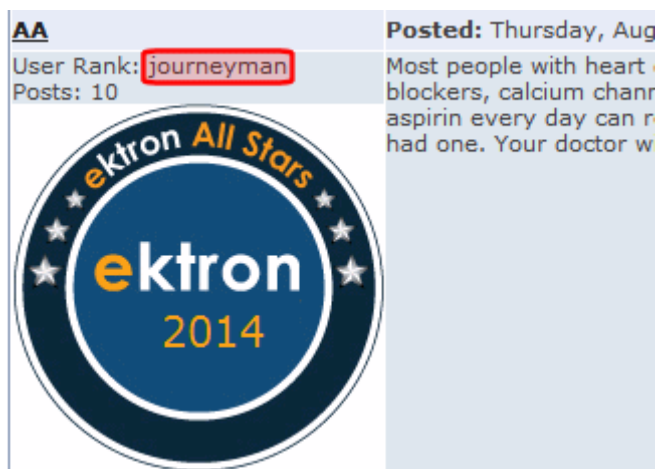 AA
Posted: Thursday, Aug
User Rank: journeyman
Posts: 10
Most people with heart
blockers, calcium chann
aspirin every day can r
had one. Your doctor w
ektron All Stars
ektron
2014